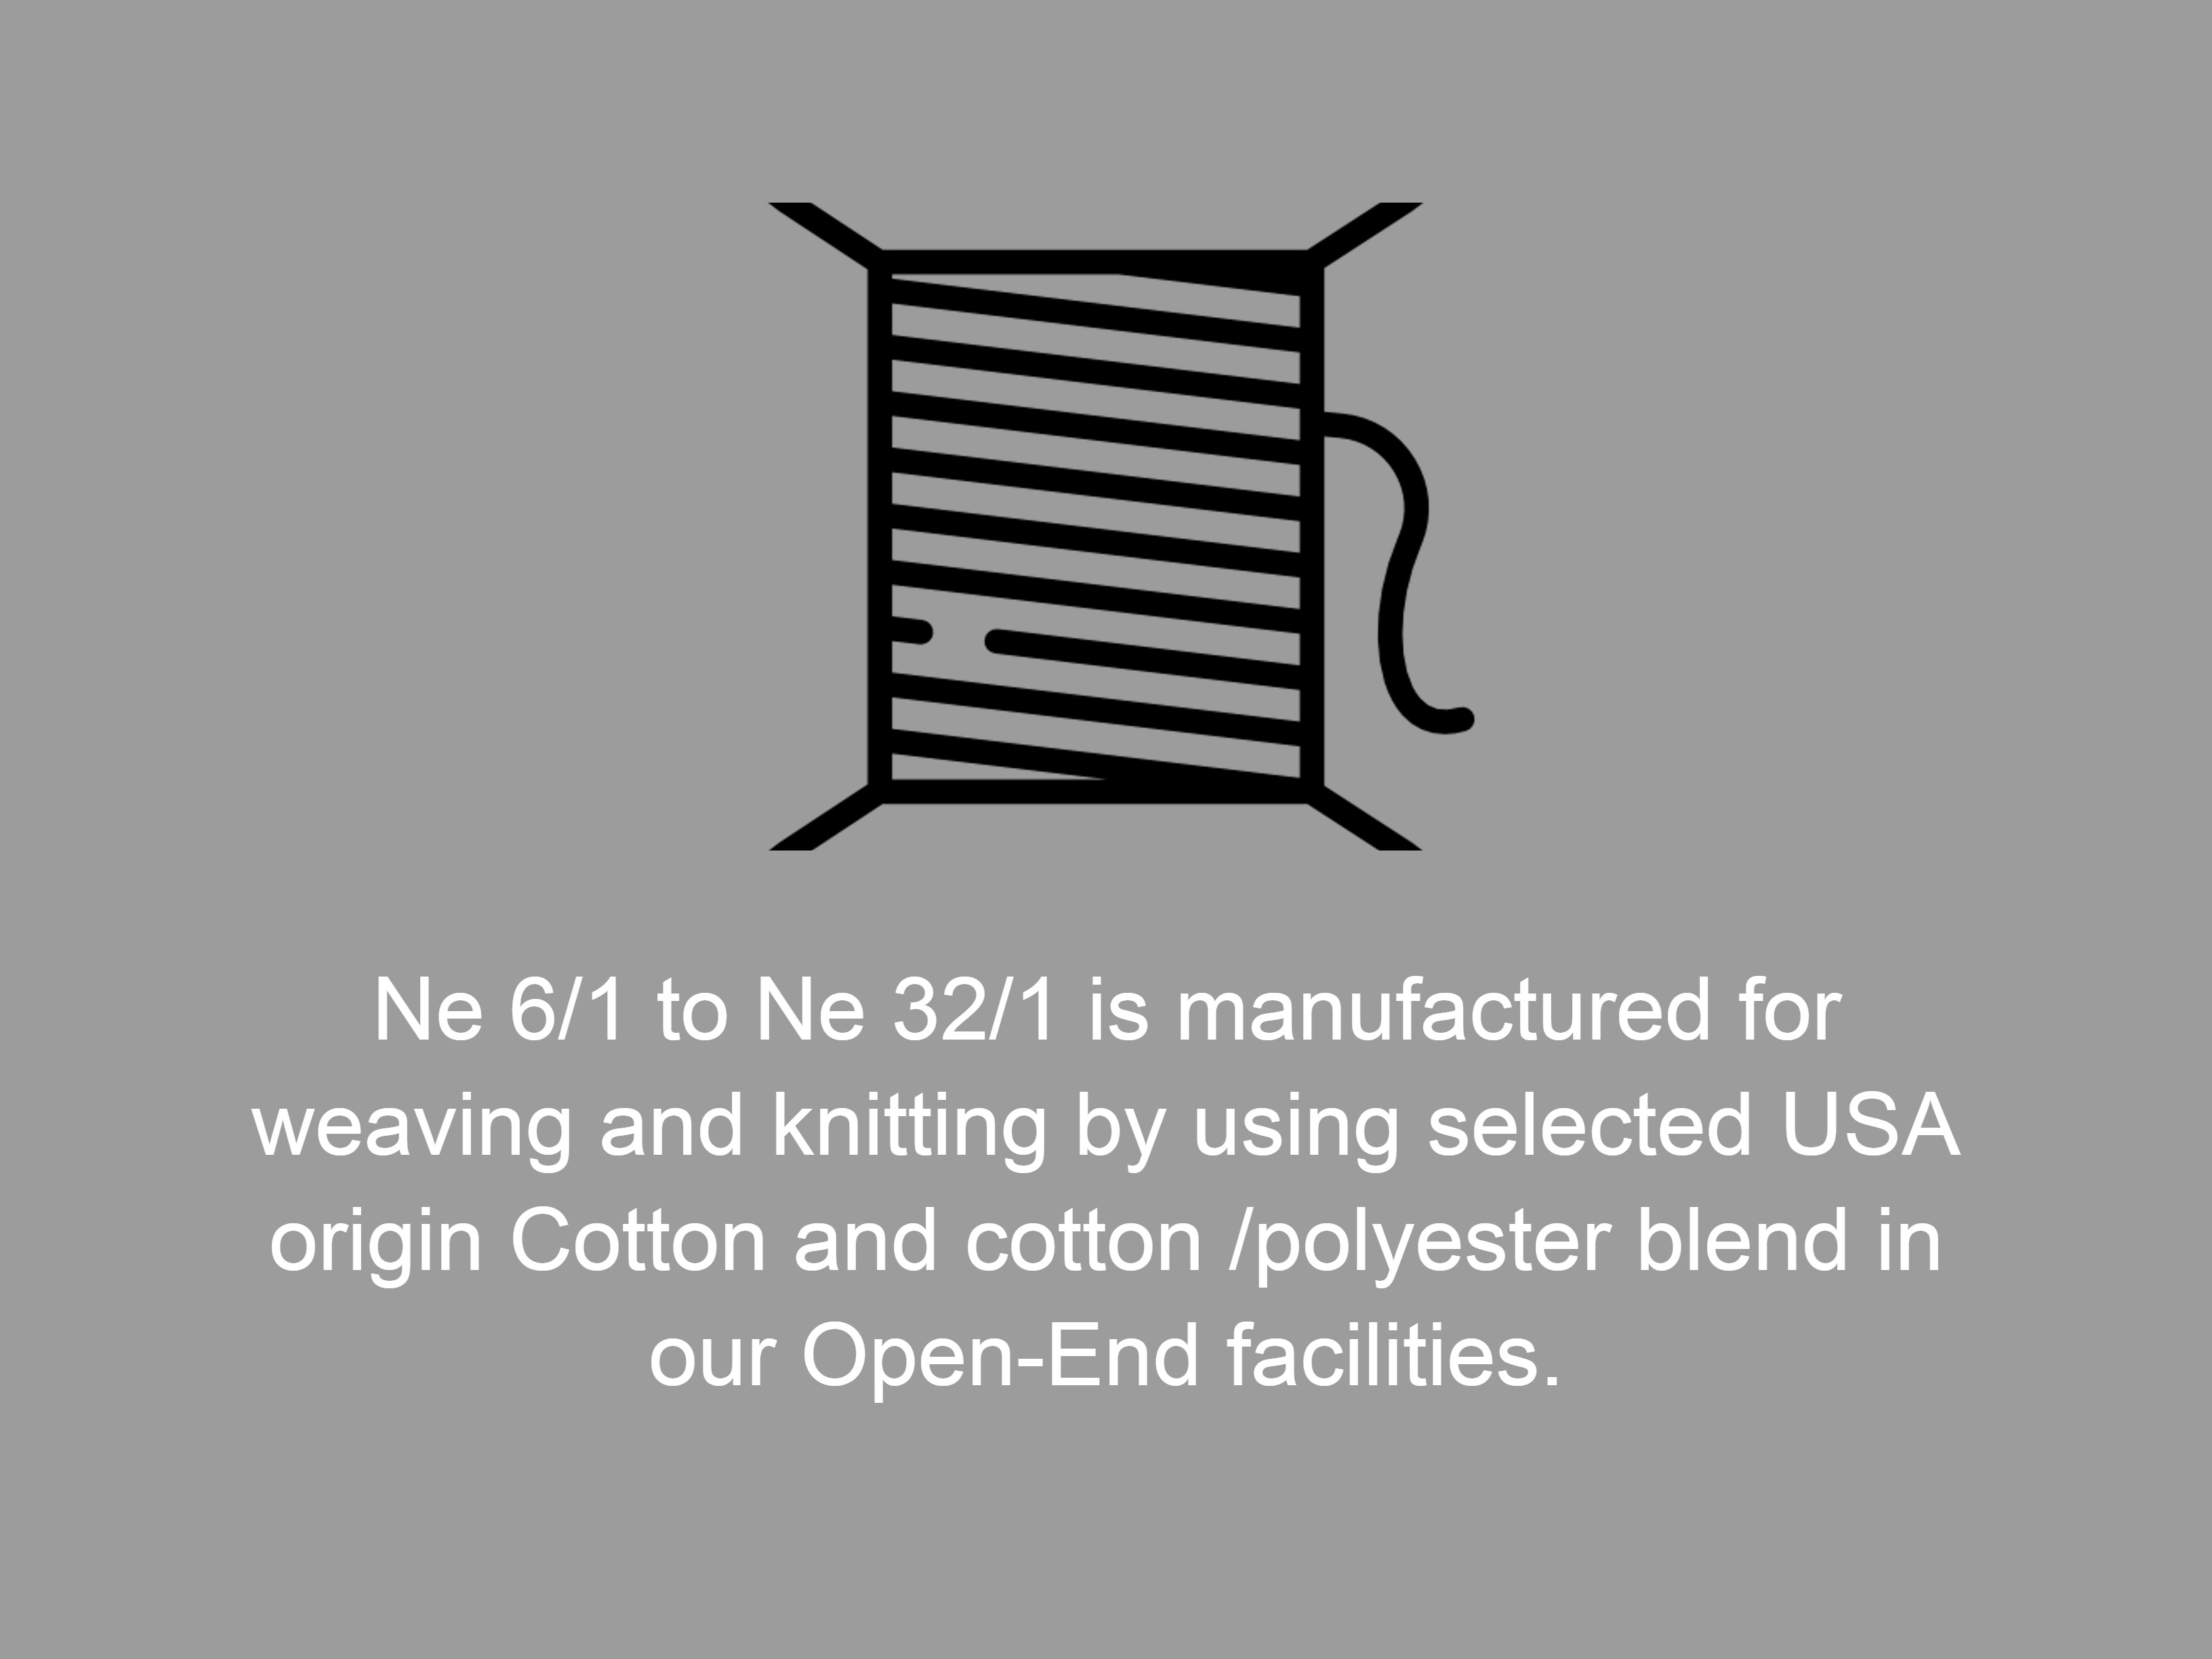 Ne 6/1 to Ne 32/1 is manufactured for
weaving and knitting by using selected USA
origin Cotton and cotton /polyester blend in
our Open-End facilities.